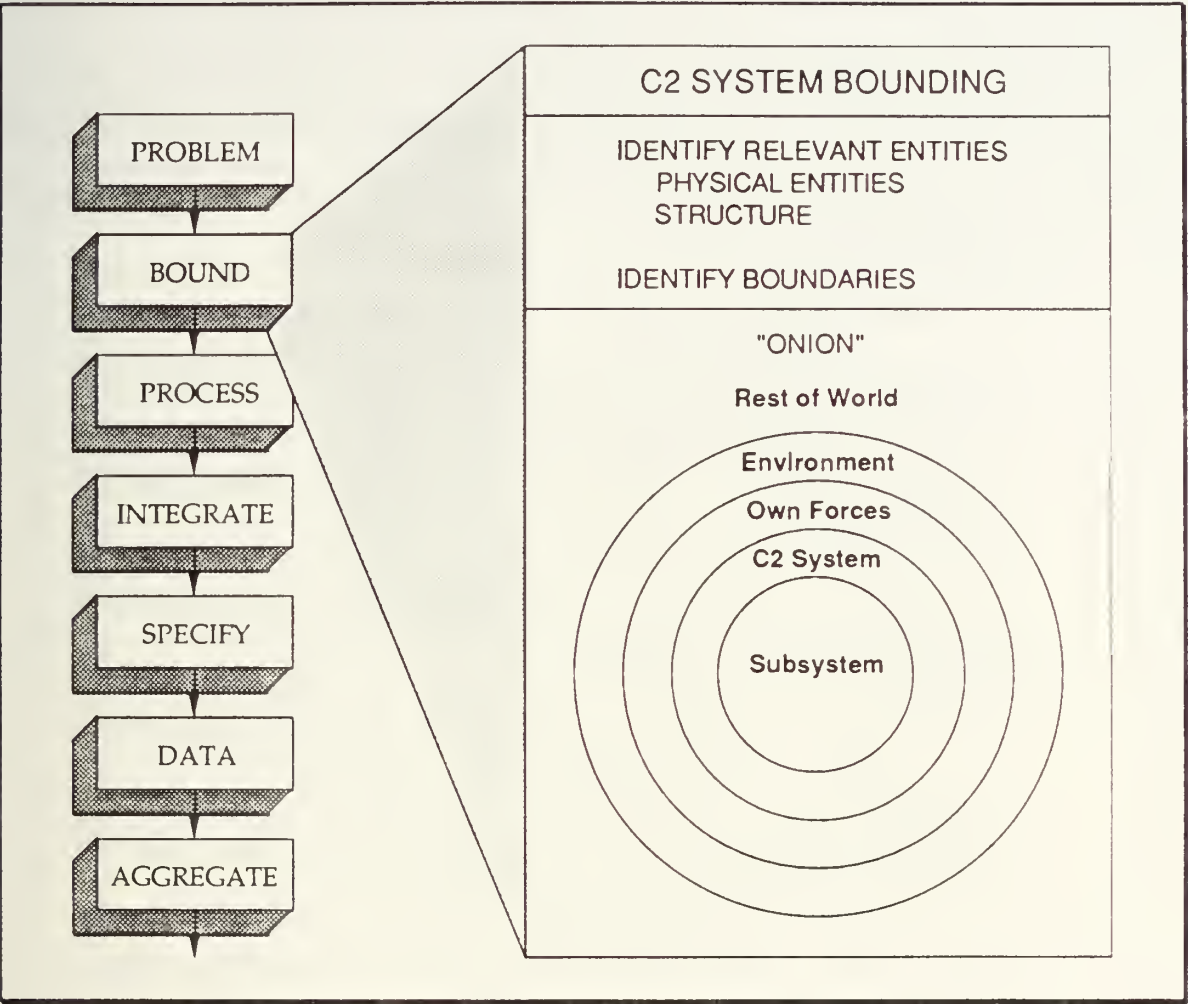 PROBLEM
BOUND
PROCESS
INTEGRATE
SPECIFY
DATA
AGGREGATE
C2 SYSTEM BOUNDING
IDENTIFY RELEVANT ENTITIES
PHYSICAL ENTITIES
STRUCTURE
IDENTIFY BOUNDARIES
"ONION"
Rest of World
Environment
Own Forces
C2 System
Subsystem